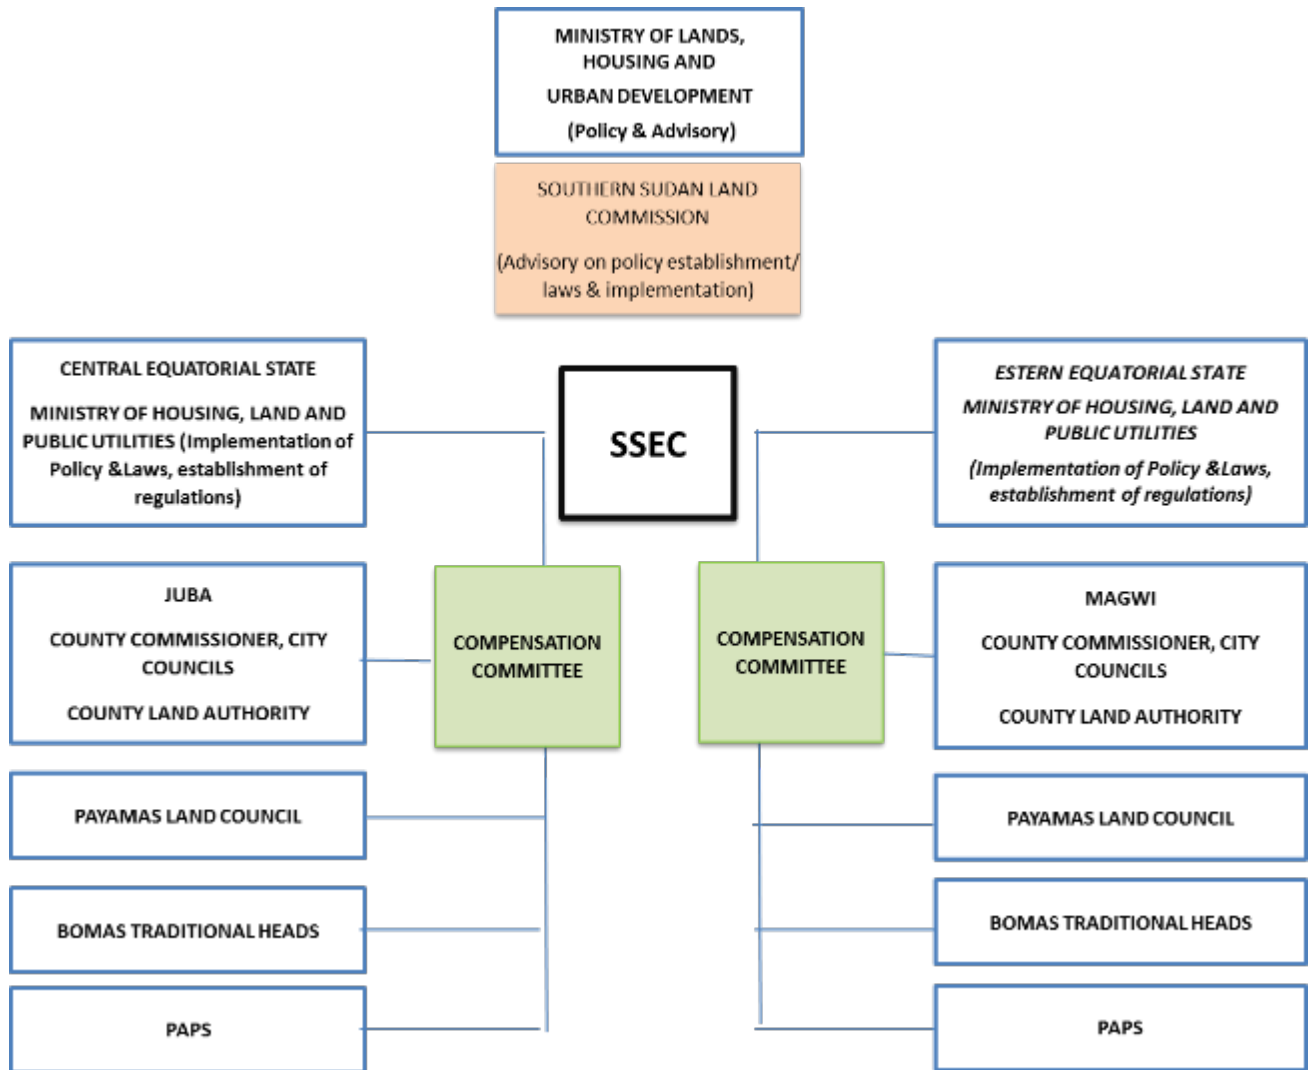 MINISTRY OF LANDS,
HOUSING AND
URBAN DEVELOPMENT
(Policy & Advisory)
SOUTHERN SUDAN LAND
COMMISSION
(Advisory on policy establishment/
laws & implementation)
CENTRAL EQUATORIAL STATE
MINISTRY OF HOUSING, LAND AND
PUBLIC UTILITIES (Implementation of
Policy &Laws, establishment of
regulations)
SSEC
ESTERN EQUATORIAL STATE
MINISTRY OF HOUSING, LAND AND
PUBLIC UTILITIES
(Implementation of Policy &Laws,
establishment of regulations)
JUBA
COUNTY COMMISSIONER, CITY
COUNCILS
COUNTY LAND AUTHORITY
COMPENSATION
COMMITTEE
COMPENSATION
COMMITTEE
MAGWI
COUNTY COMMISSIONER, CITY
COUNCILS
COUNTY LAND AUTHORITY
PAYAMAS LAND COUNCIL
PAYAMAS LAND COUNCIL
BOMAS TRADITIONAL HEADS
BOMAS TRADITIONAL HEADS
PAPS
PAPS